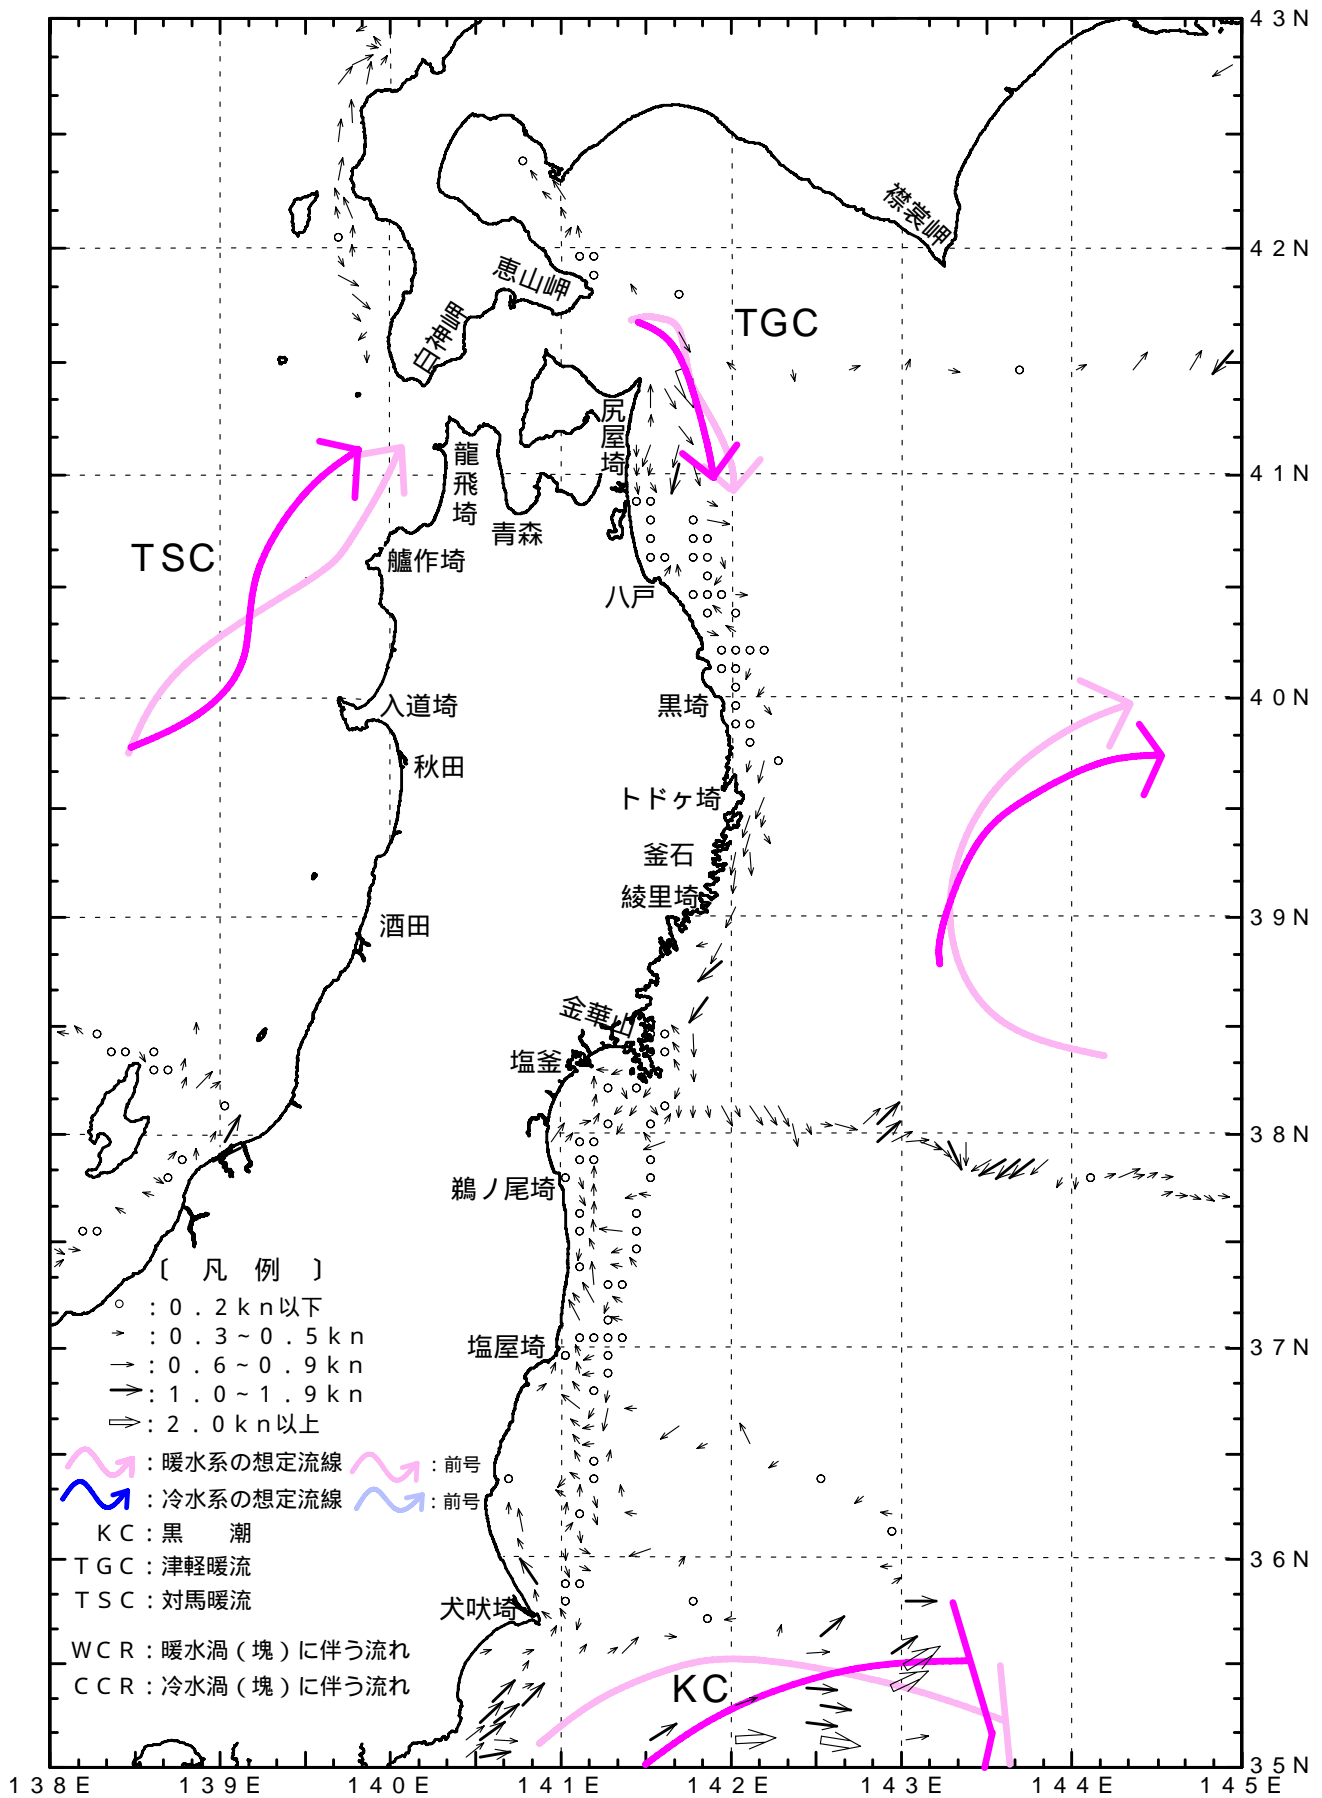 43N
襟裳岬
42N
恵山岬
白神岬
TGC
尻屋埼
41N
龍飛埼
青森
TSC
艫作埼
八戸
入道埼
黒埼
40N
秋田
トドヶ埼
釜石
綾里埼
酒田
39N
金華山
塩釜
38N
鵜ノ尾埼
〔 凡 例 〕
:0.2kn以下
:0.3~0.5kn
塩屋埼
37N
:0.6~0.9kn
:1.0~1.9kn
:2.0kn以上
:暖水系の想定流線 :前号
:冷水系の想定流線 :前号
KC:黒 潮
TGC:津軽暖流
36N
TSC:対馬暖流
犬吠埼
WCR:暖水渦(塊)に伴う流れ
CCR:冷水渦(塊)に伴う流れ
KC
35N
138E 139E 140E 141E 142E 143E 144E 145E